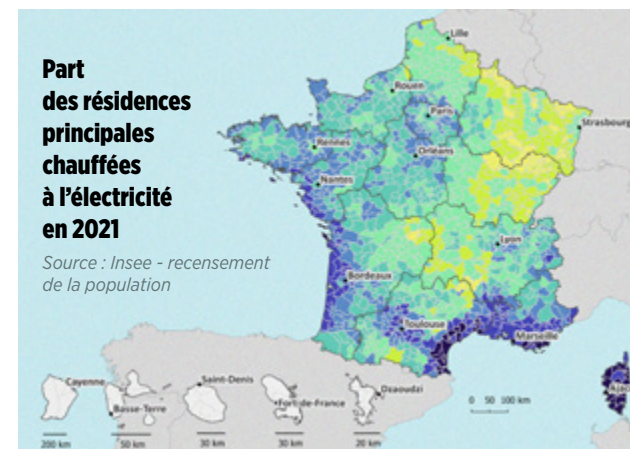 Part
des résidences
principales
chauffées
à l'électricité
en 2021
Source : Insee - recensement
de la population
Lille
Rouen
Paris
Strasbourg
Rennes
Orléans
Nantes
Lyon
Bordeaux
Toulouse
Marseille
Ajac
Cayenne
Basse-Terre
Saint-Denis
Fort-de-France
Dzaoudzi
0 50 100 km
200 km
50 km
30 km
30 km
20 km